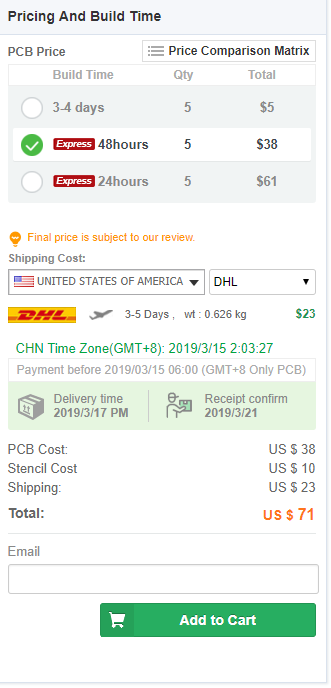 Pricing And Build Time
PCB Price
Price Comparison Matrix
Build Time Qty Total
3-4 days 5 $5
Express 48hours 5 $38
Express 24hours 5 $61
Final price is subject to our review.
Shipping Cost:
UNITED STATES OF AMERICA DHL
DHL 3-5 Days , wt : 0.626 kg $23
CHN Time Zone(GMT+8): 2019/3/15 2:03:27
Payment before 2019/03/15 06:00 (GMT+8 Only PCB)
Delivery time
2019/3/17 PM
Receipt confirm
2019/3/21
PCB Cost: US $ 38
Stencil Cost US $ 10
Shipping: US $ 23
Total: US $ 71
Email
Add to Cart